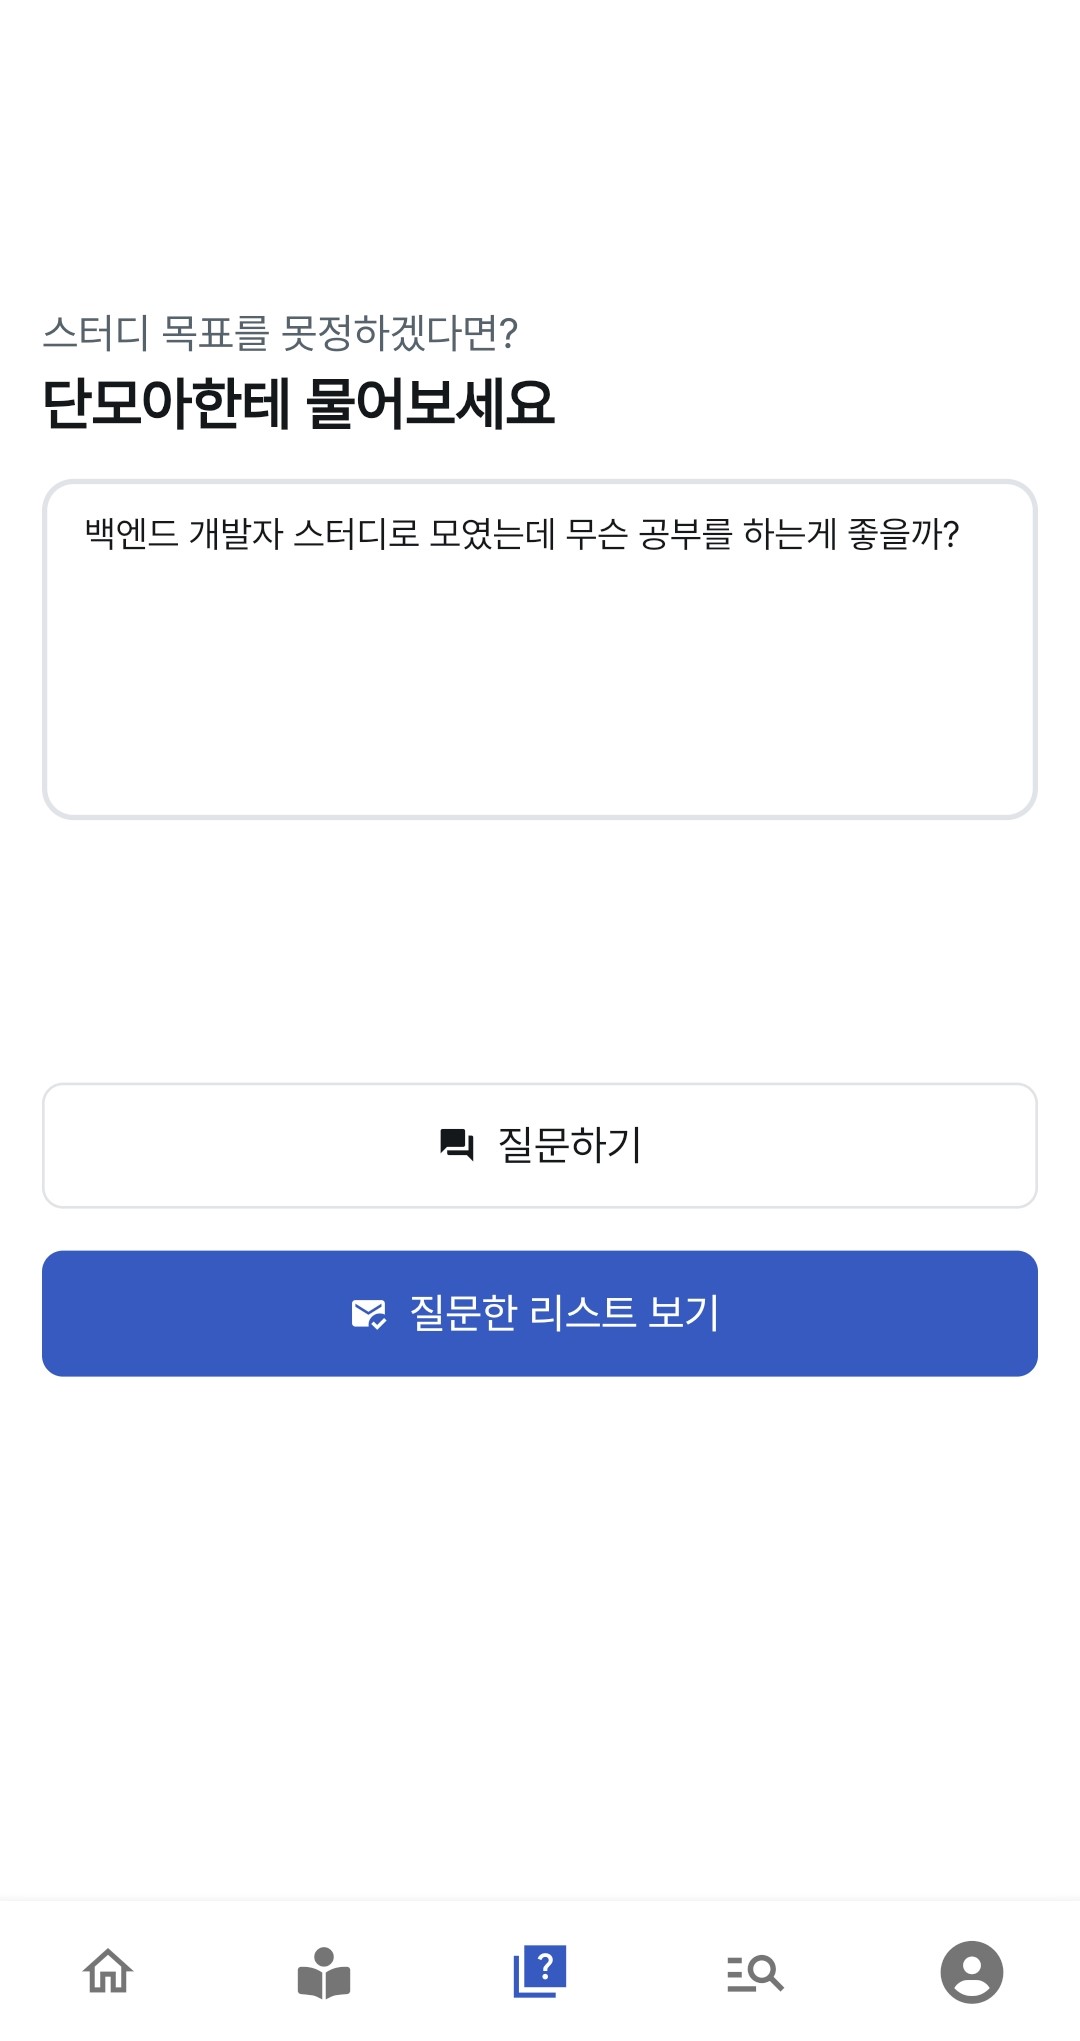 스터디 목표를 못정하겠다면?
단모아한테 물어보세요
백엔드 개발자 스터디로 모였는데 무슨 공부를 하는게 좋을까?
질문하기
질문한 리스트 보기
?